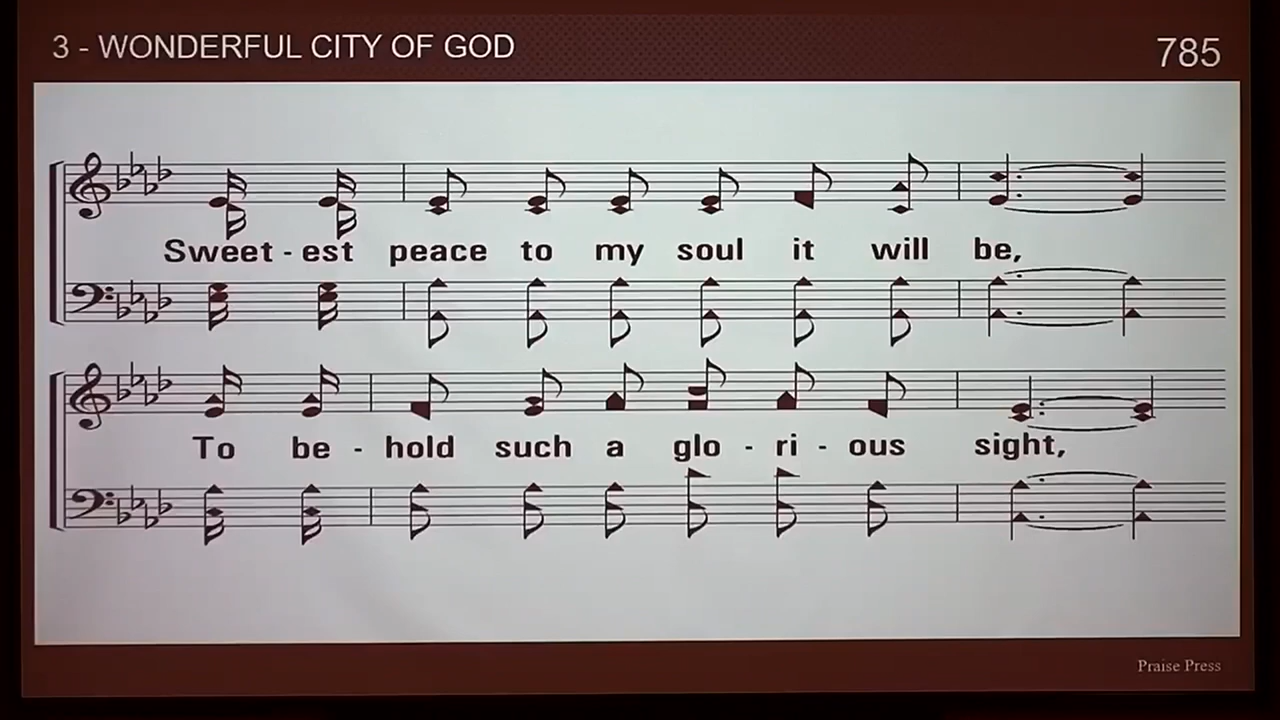 3 - WONDERFUL CITY OF GOD
785
Sweet - est peace to my soul it will be,
To be - hold such a glo - ri - ous sight,
Praise Press